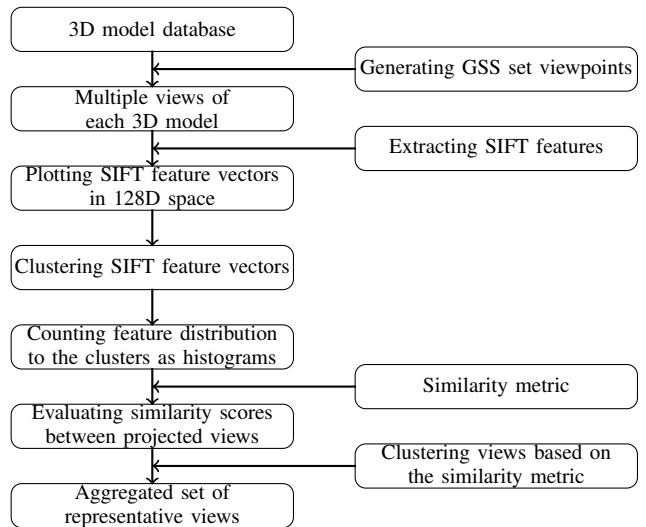 3D model database
Generating GSS set viewpoints
Multiple views of
each 3D model
Extracting SIFT features
Plotting SIFT feature vectors
in 128D space
Clustering SIFT feature vectors
Counting feature distribution
to the clusters as histograms
Similarity metric
Evaluating similarity scores
between projected views
Clustering views based on
the similarity metric
Aggregated set of
representative views